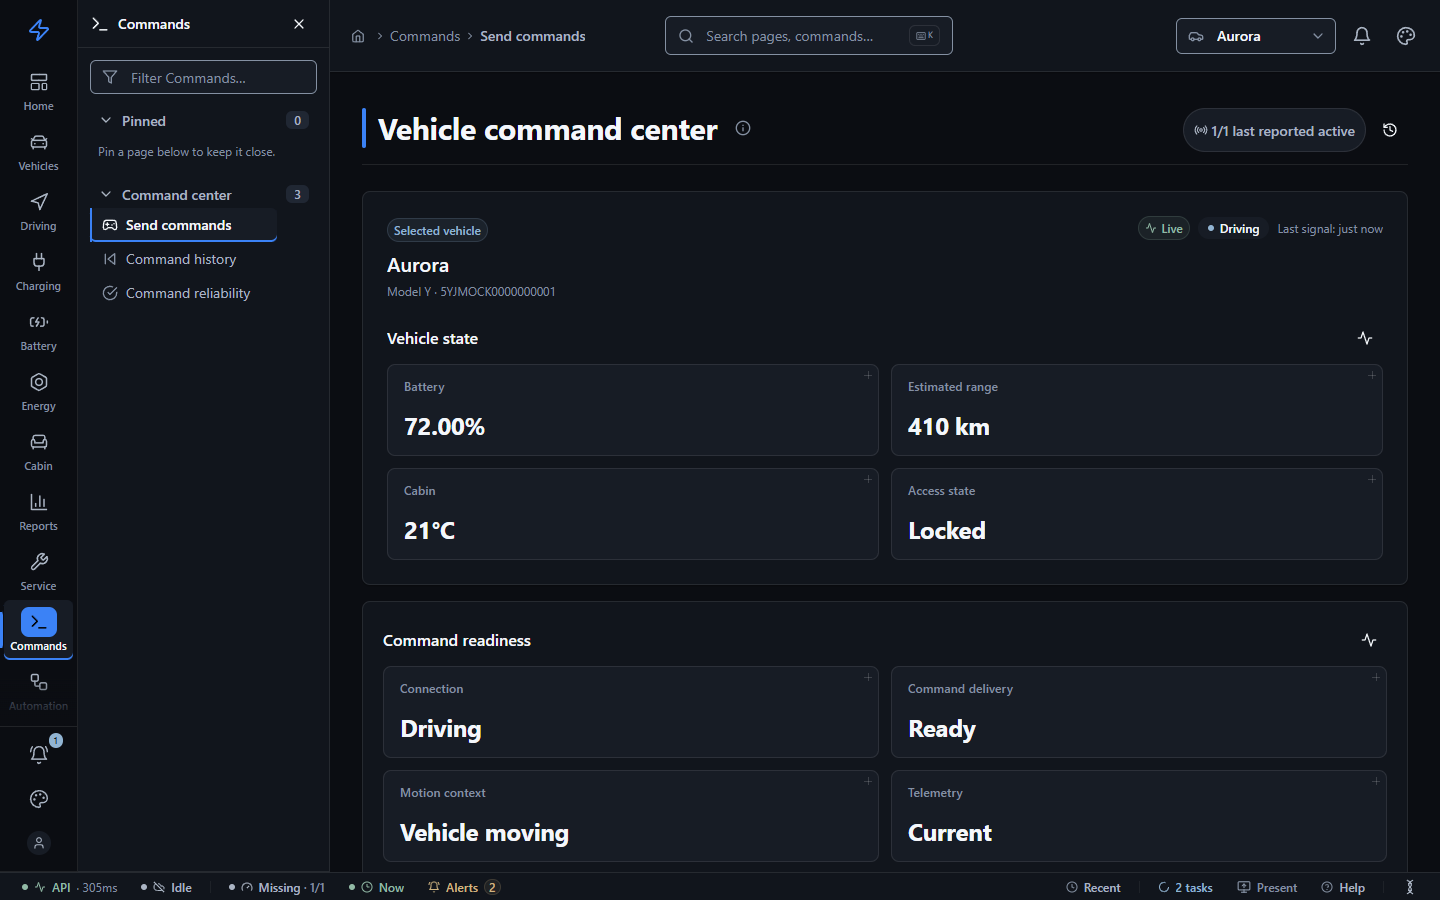 Commands
Filter Commands...
Pinned
0
Pin a page below to keep it close.
Command center
3
Send commands
Command history
Command reliability
Home
Vehicles
Driving
Charging
Battery
Energy
Cabin
Reports
Service
Commands
Automation
1
Commands
Send commands
Search pages, commands...
K
Aurora
Vehicle command center
1/1 last reported active
Selected vehicle
Live
Driving
Last signal: just now
Aurora
Model Y · 5YJMOCK0000000001
Vehicle state
Battery
72.00%
Estimated range
410 km
Cabin
21°C
Access state
Locked
Command readiness
Connection
Driving
Command delivery
Ready
Motion context
Vehicle moving
Telemetry
Current
API · 305ms
Idle
Missing · 1/1
Now
Alerts 2
Recent
2 tasks
Present
Help